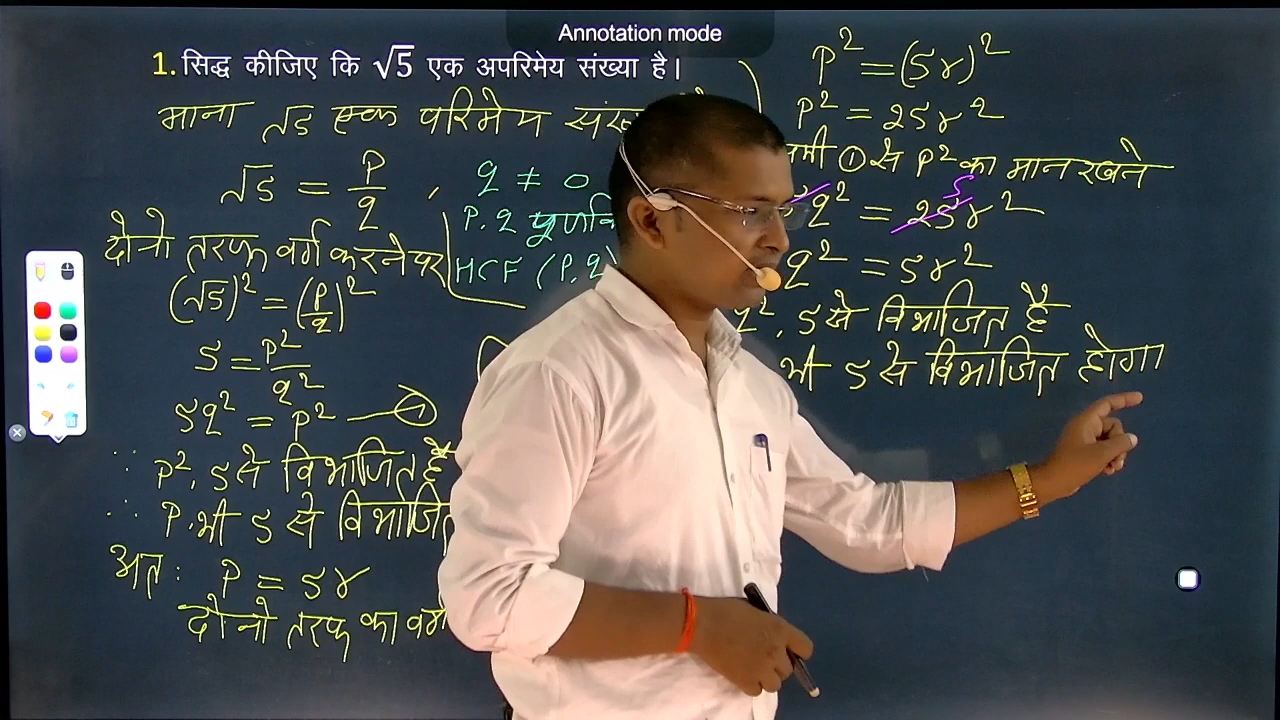 Annotation mode
1. सिद्ध कीजिए कि √5 एक अपरिमेय संख्या है।
माना √5 एक परिमेय
√5 = P/q , q ≠ 0
P, q
दोनो तरफ वर्ग करने पर HCF (P, q)
(√5)² = (P/q)²
5 = P²/q²
5q² = P² —①
∵ P², 5 से विभाजित है
∴ P भी 5 से
अतः P = 5r
दोनो तरफ का वर्ग
P² = (5r)²
P² = 25r²
① से P² का मान रखने
q² = 25r² 5
q² = 5r²
q², 5 से विभाजित है
भी 5 से विभाजित होगा